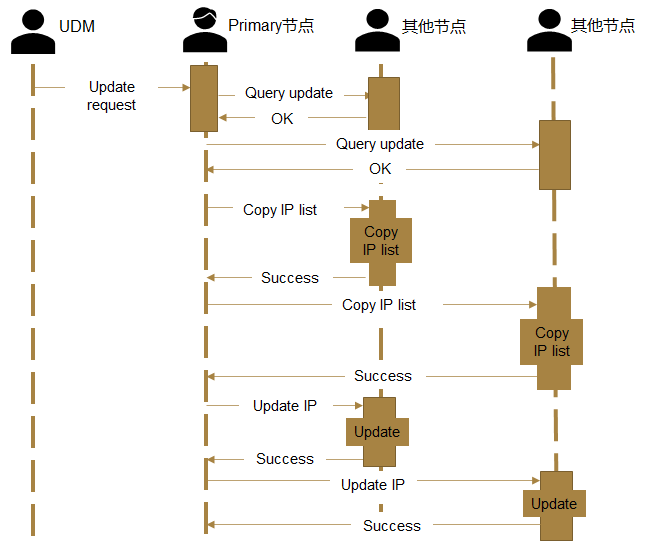 UDM
Primary节点
其他节点
其他节点
Update
request
Query update
OK
Query update
OK
Copy IP list
Copy
IP list
Success
Copy IP list
Copy
IP list
Success
Update IP
Update
Success
Update IP
Update
Success